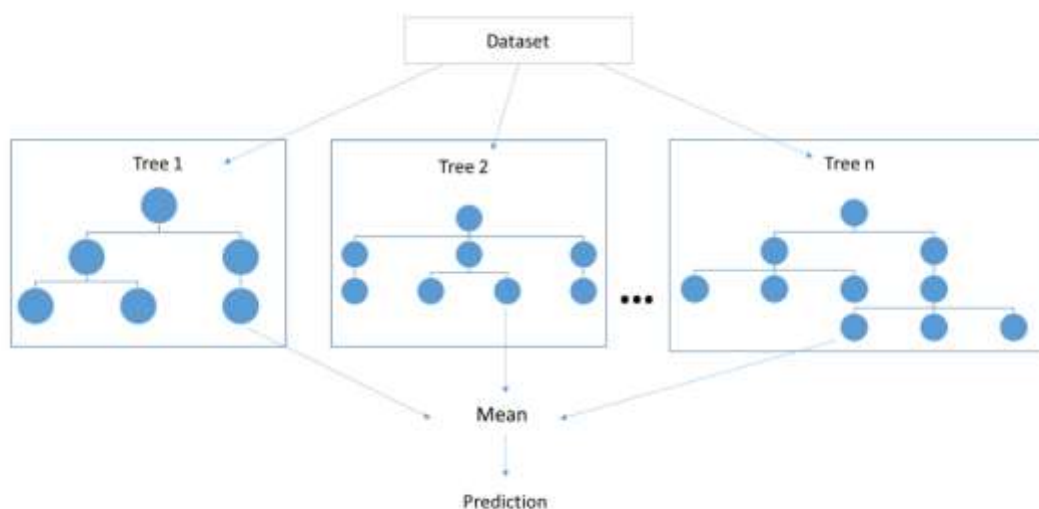 Dataset
Tree 1
Tree 2
Tree n
Mean
Prediction